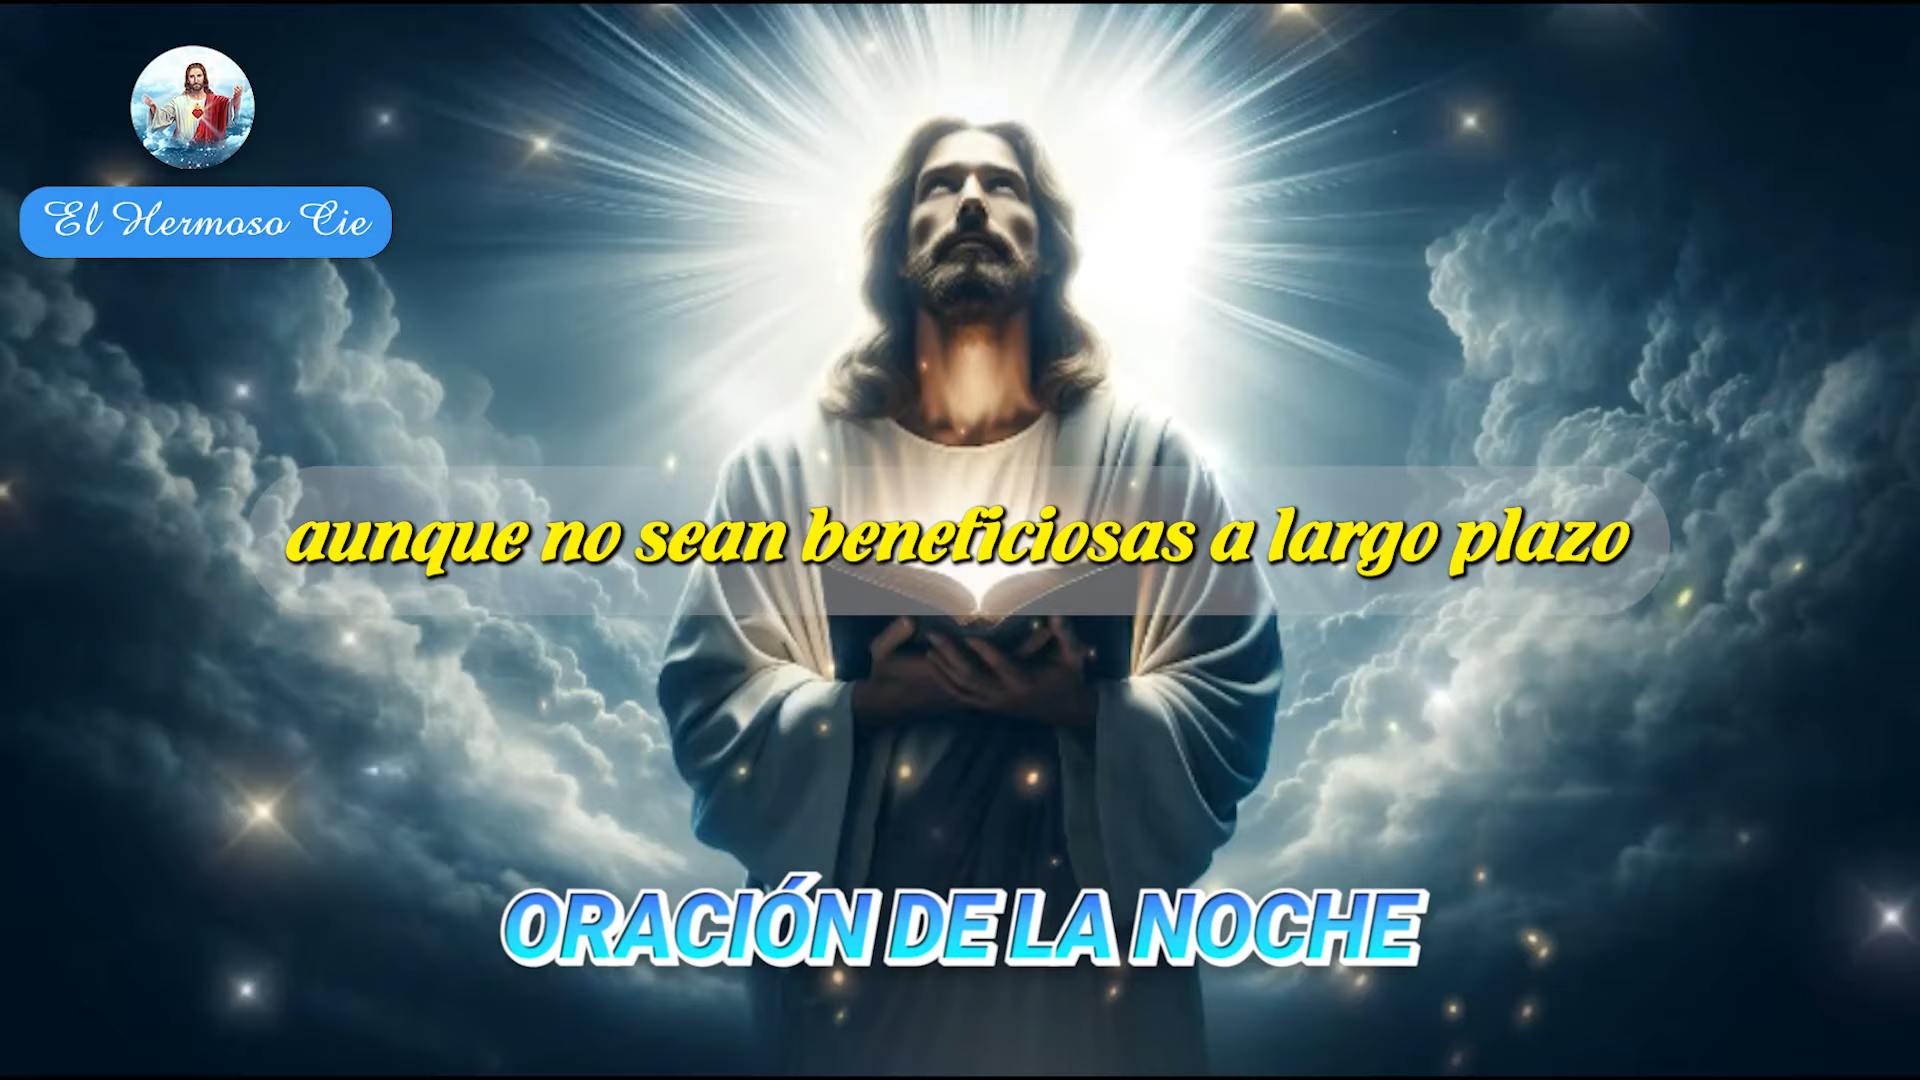 El Hermoso Cie
aunque no sean beneficiosas a largo plazo
ORACIÓN DE LA NOCHE